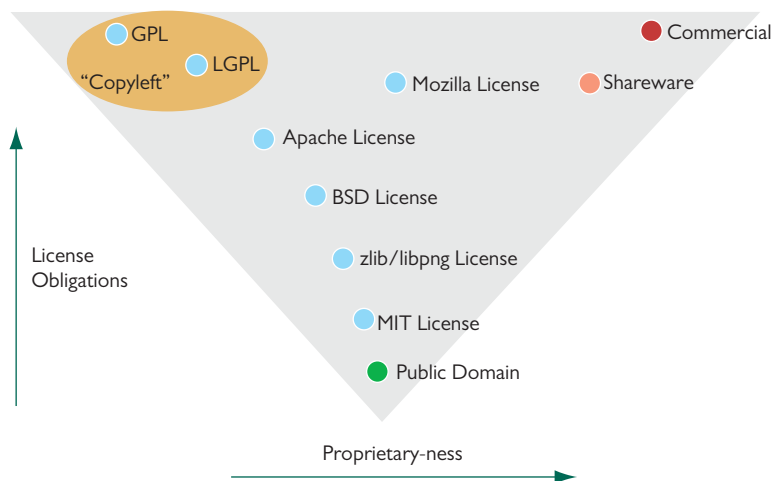 GPL
Commercial
LGPL
“Copyleft”
Mozilla License
Shareware
Apache License
BSD License
License
Obligations
zlib/libpng License
MIT License
Public Domain
Proprietary-ness